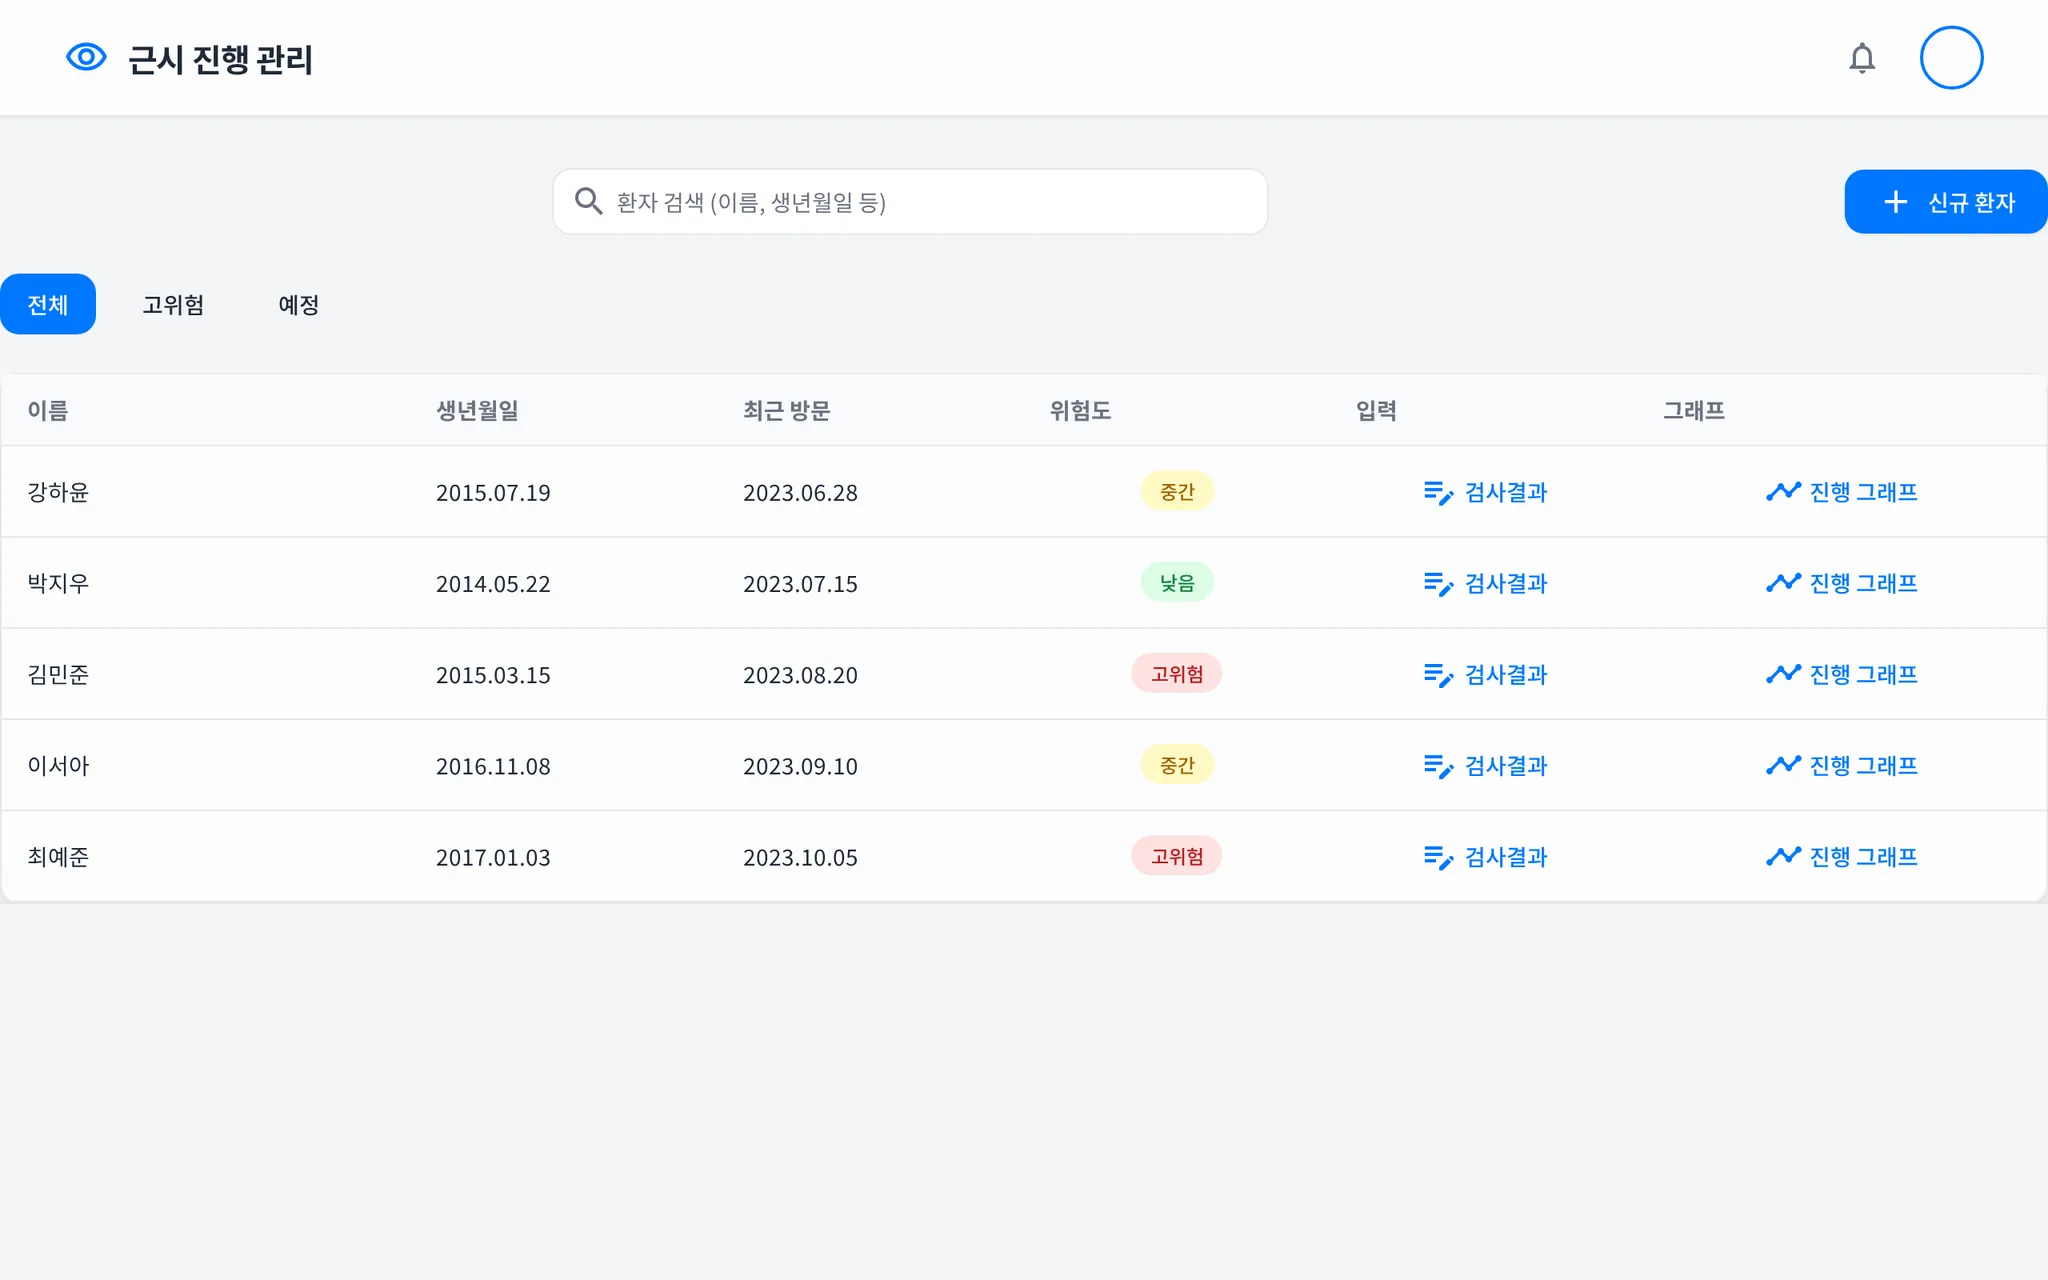 근시 진행 관리
환자 검색 (이름, 생년월일 등)
신규 환자
전체 고위험 예정
이름 생년월일 최근 방문 위험도 입력 그래프
강하윤 2015.07.19 2023.06.28 중간 검사결과 진행 그래프
박지우 2014.05.22 2023.07.15 낮음 검사결과 진행 그래프
김민준 2015.03.15 2023.08.20 고위험 검사결과 진행 그래프
이서아 2016.11.08 2023.09.10 중간 검사결과 진행 그래프
최예준 2017.01.03 2023.10.05 고위험 검사결과 진행 그래프